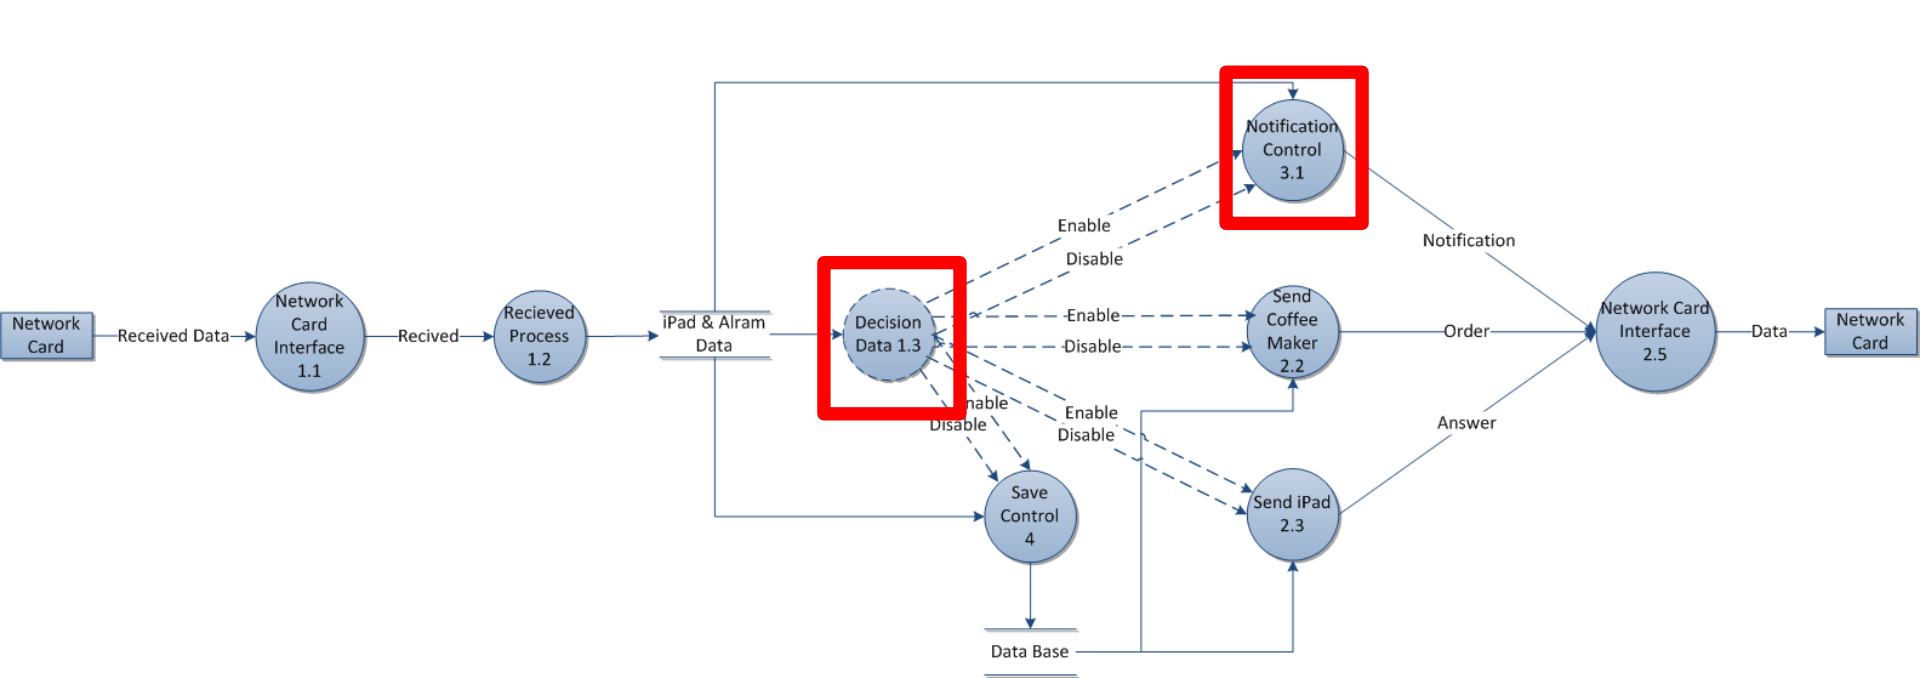 Network
Card
Received Data
Network
Card
Interface
1.1
Recived
Recieved
Process
1.2
iPad & Alram
Data
Decision
Data 1.3
Enable
Disable
Enable
Disable
Enable
Disable
nable
Disable
Notification
Control
3.1
Send
Coffee
Maker
2.2
Send iPad
2.3
Save
Control
4
Data Base
Notification
Order
Answer
Network Card
Interface
2.5
Data
Network
Card